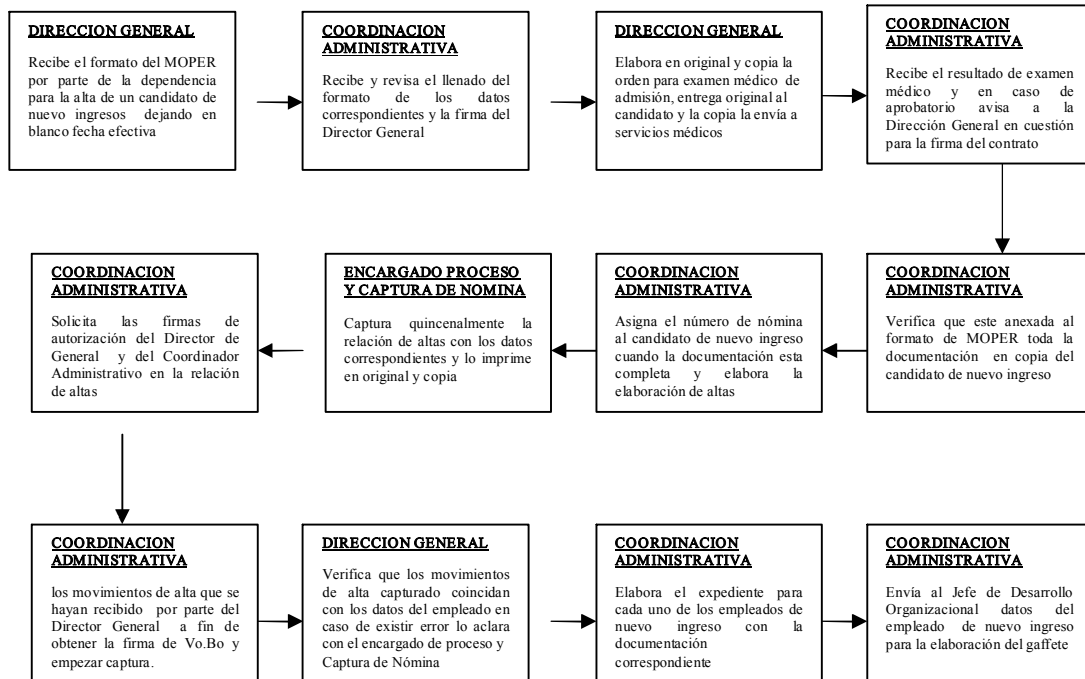 DIRECCION GENERAL
Recibe el formato del MOPER
por parte de la dependencia
para la alta de un candidato de
nuevo ingresos dejando en
blanco fecha efectiva
COORDINACION
ADMINISTRATIVA
Recibe y revisa el llenado del
formato de los datos
correspondientes y la firma del
Director General
DIRECCION GENERAL
Elabora en original y copia la
orden para examen médico de
admisión, entrega original al
candidato y la copia la envía a
servicios médicos
COORDINACION
ADMINISTRATIVA
Recibe el resultado de examen
médico y en caso de
aprobatorio avisa a la
Dirección General en cuestión
para la firma del contrato
COORDINACION
ADMINISTRATIVA
Verifica que este anexada al
formato de MOPER toda la
documentación en copia del
candidato de nuevo ingreso
COORDINACION
ADMINISTRATIVA
Asigna el número de nómina
al candidato de nuevo ingreso
cuando la documentación esta
completa y elabora la
elaboración de altas
ENCARGADO PROCESO
Y CAPTURA DE NOMINA
Captura quincenalmente la
relación de altas con los datos
correspondientes y lo imprime
en original y copia
COORDINACION
ADMINISTRATIVA
Solicita las firmas de
autorización del Director de
General y del Coordinador
Administrativo en la relación
de altas
COORDINACION
ADMINISTRATIVA
los movimientos de alta que se
hayan recibido por parte del
Director General a fin de
obtener la firma de Vo.Bo y
empezar captura.
DIRECCION GENERAL
Verifica que los movimientos
de alta capturado coincidan
con los datos del empleado en
caso de existir error lo aclara
con el encargado de proceso y
Captura de Nómina
COORDINACION
ADMINISTRATIVA
Elabora el expediente para
cada uno de los empleados de
nuevo ingreso con la
documentación
correspondiente
COORDINACION
ADMINISTRATIVA
Envía al Jefe de Desarrollo
Organizacional datos del
empleado de nuevo ingreso
para la elaboración del gaffete